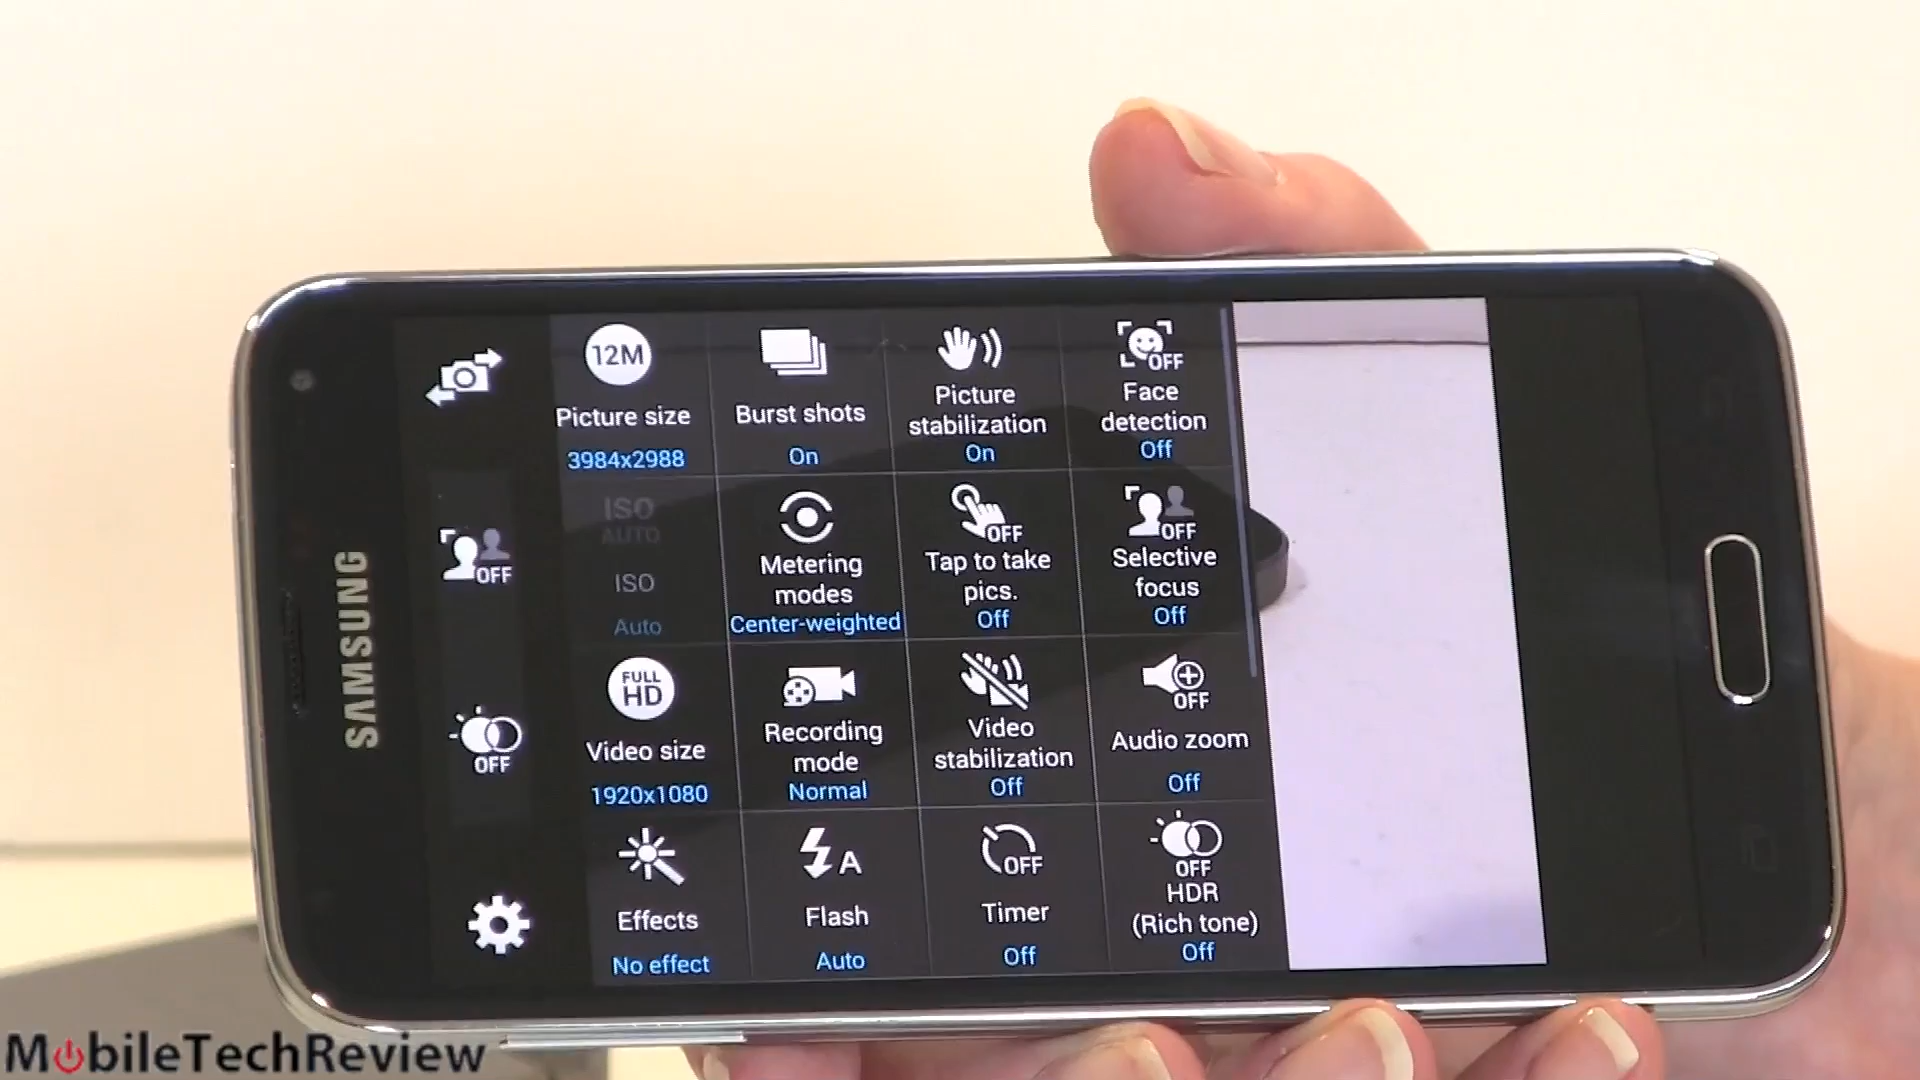 12M
Picture size
3984x2988
Burst shots
On
Picture
stabilization
On
OFF
Face
detection
Off
ISO
AUTO
ISO
Auto
Metering
modes
Center-weighted
OFF
Tap to take
pics.
Off
OFF
Selective
focus
Off
FULL
HD
Video size
1920x1080
Recording
mode
Normal
Video
stabilization
Off
OFF
Audio zoom
Off
Effects
No effect
A
Flash
Auto
OFF
Timer
Off
OFF
HDR
(Rich tone)
Off
OFF
OFF
SAMSUNG
MobileTechReview